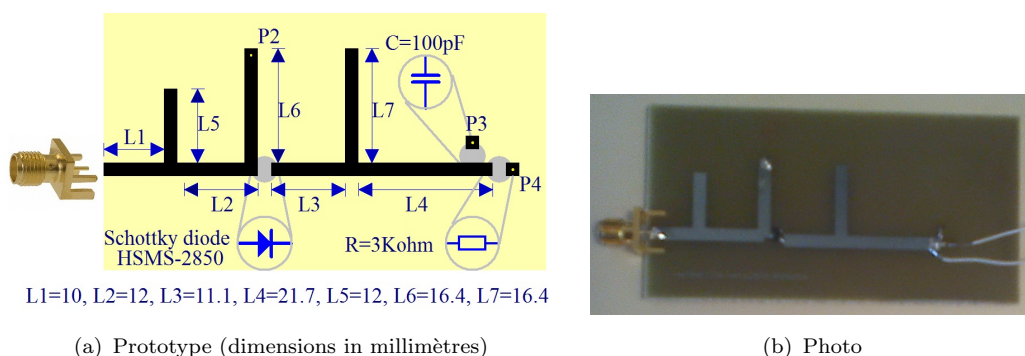 P2
C=100pF
L1
L5
L6
L7
P3
P4
L2
L3
L4
Schottky diode
HSMS-2850
R=3Kohm
L1=10, L2=12, L3=11.1, L4=21.7, L5=12, L6=16.4, L7=16.4
(a) Prototype (dimensions in millimètres)
(b) Photo